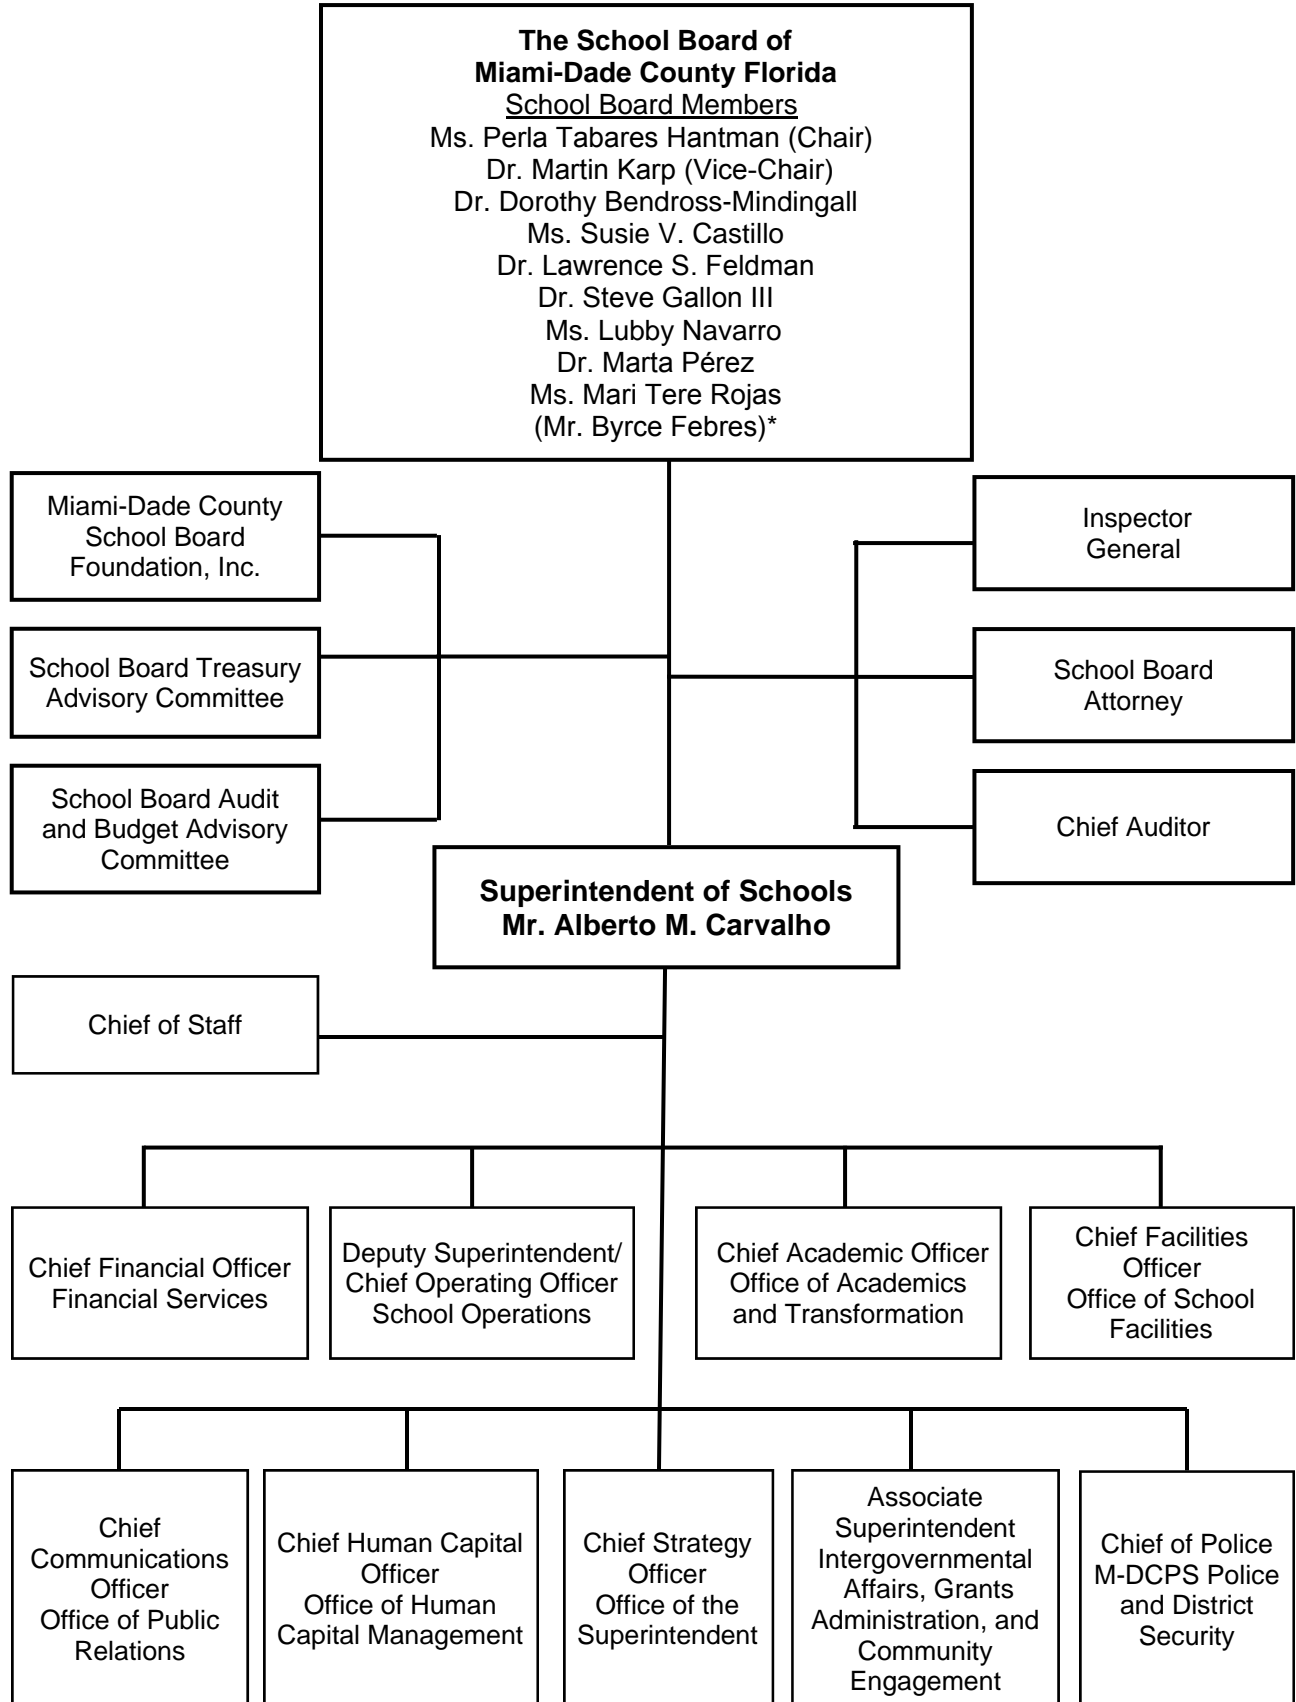 The School Board of
Miami-Dade County Florida
School Board Members
Ms. Perla Tabares Hantman (Chair)
Dr. Martin Karp (Vice-Chair)
Dr. Dorothy Bendross-Mindingall
Ms. Susie V. Castillo
Dr. Lawrence S. Feldman
Dr. Steve Gallon III
Ms. Lubby Navarro
Dr. Marta Pérez
Ms. Mari Tere Rojas
(Mr. Byrce Febres)*
Miami-Dade County
School Board
Foundation, Inc.
Inspector
General
School Board Treasury
Advisory Committee
School Board
Attorney
School Board Audit
and Budget Advisory
Committee
Chief Auditor
Superintendent of Schools
Mr. Alberto M. Carvalho
Chief of Staff
Chief Financial Officer
Financial Services
Deputy Superintendent/
Chief Operating Officer
School Operations
Chief Academic Officer
Office of Academics
and Transformation
Chief Facilities
Officer
Office of School
Facilities
Chief
Communications
Officer
Office of Public
Relations
Chief Human Capital
Officer
Office of Human
Capital Management
Chief Strategy
Officer
Office of the
Superintendent
Associate
Superintendent
Intergovernmental
Affairs, Grants
Administration, and
Community
Engagement
Chief of Police
M-DCPS Police
and District
Security